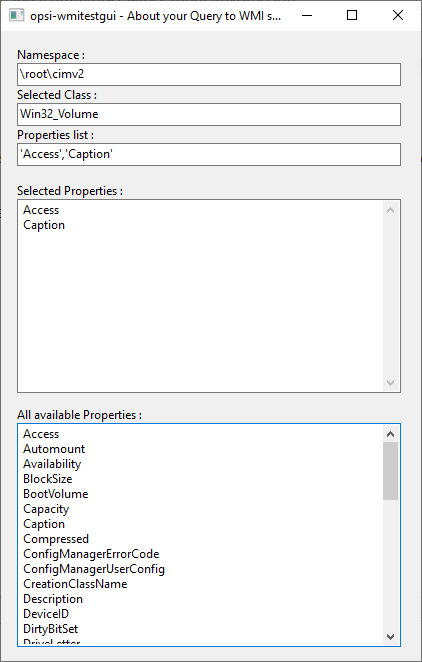 opsi-wmitestgui - About your Query to WMI s...
Namespace :
\root\cimv2
Selected Class :
Win32_Volume
Properties list :
'Access','Caption'
Selected Properties :
Access
Caption
All available Properties :
Access
Automount
Availability
BlockSize
BootVolume
Capacity
Caption
Compressed
ConfigManagerErrorCode
ConfigManagerUserConfig
CreationClassName
Description
DeviceID
DirtyBitSet
DriveLetter